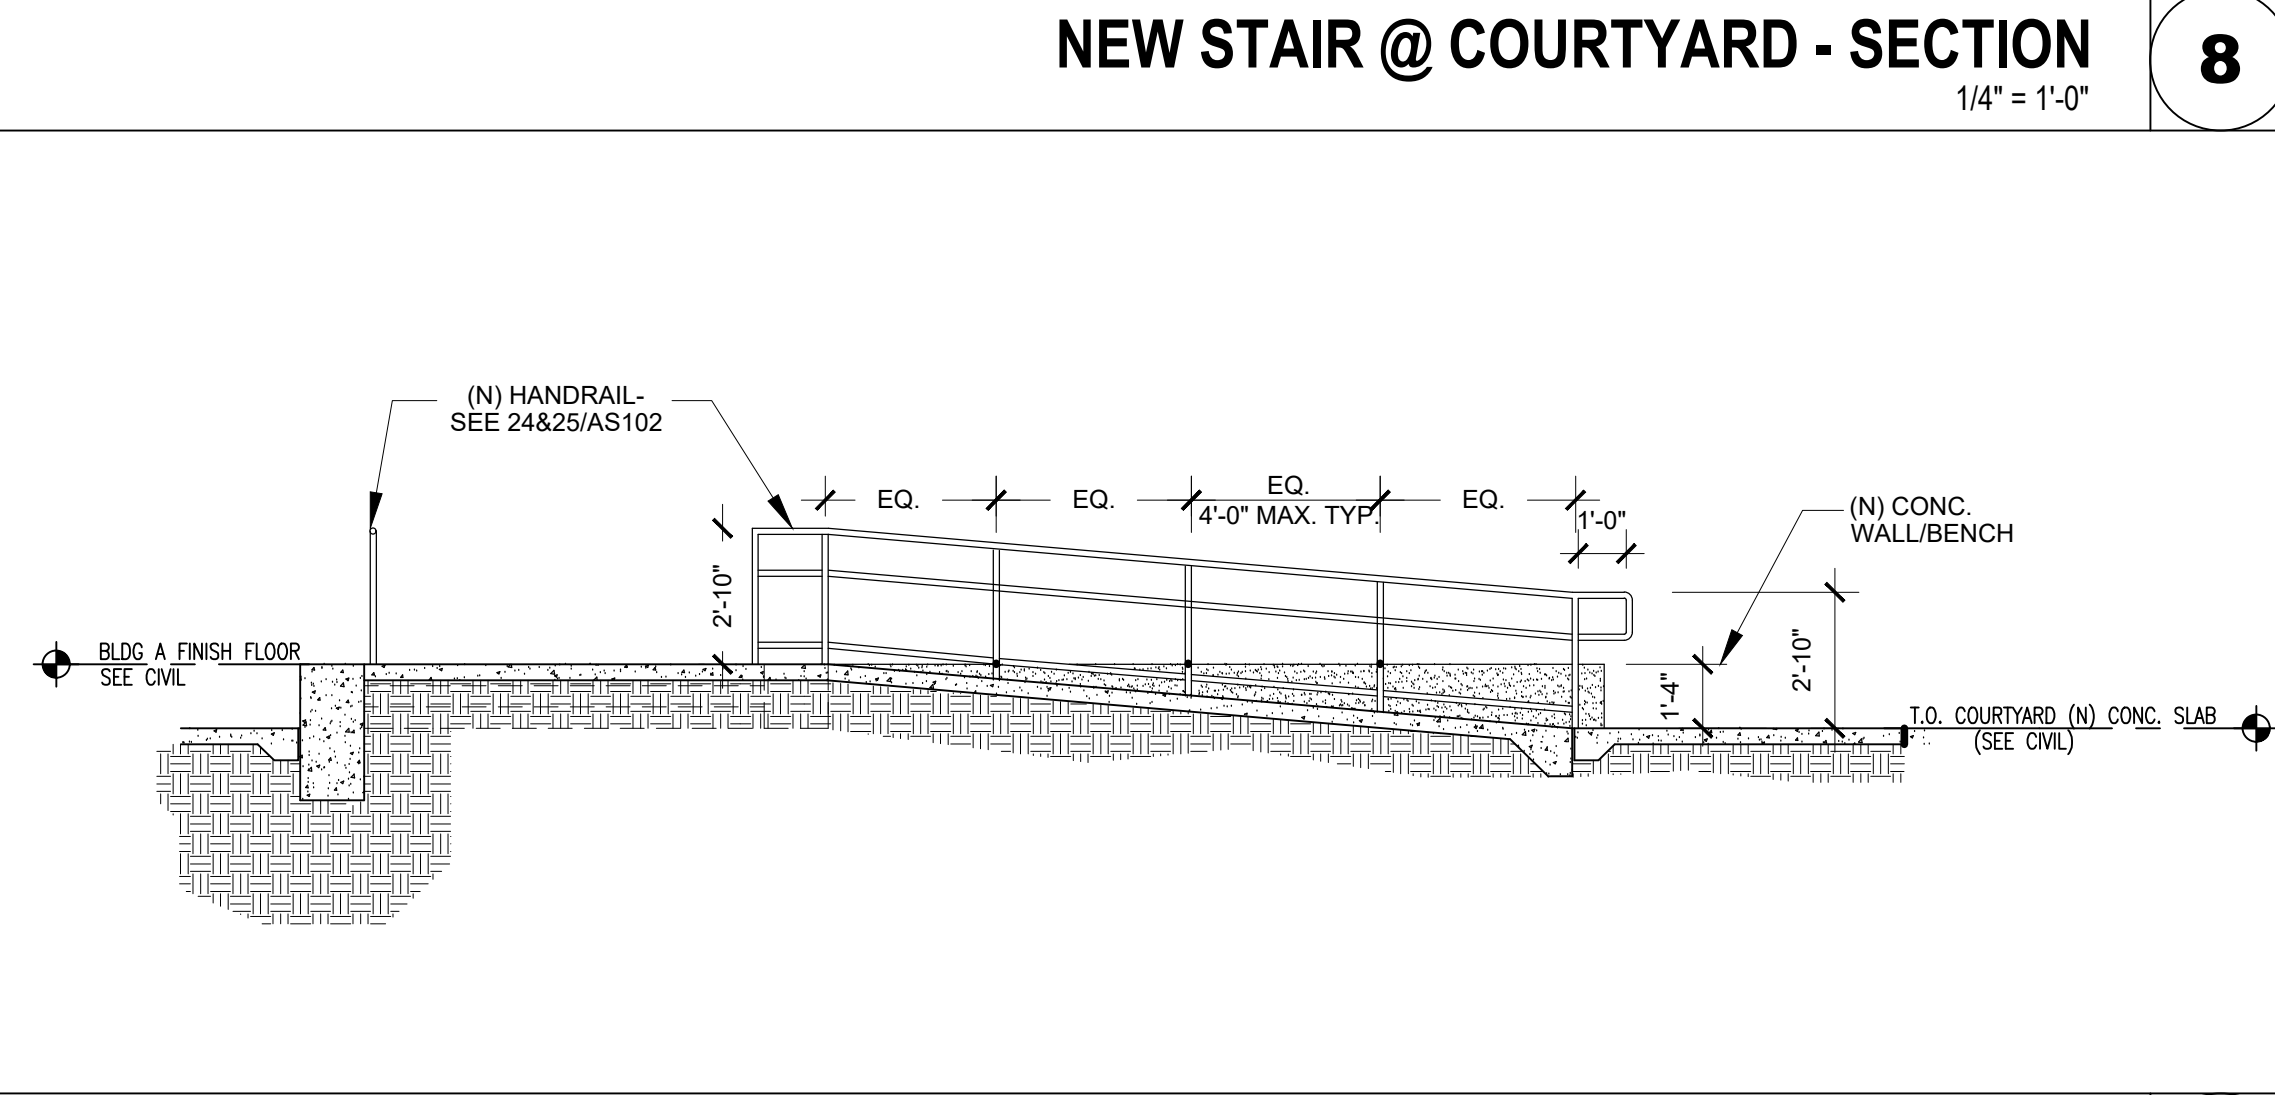 NEW STAIR @ COURTYARD - SECTION
1/4" = 1'-0"
8
(N) HANDRAIL-
SEE 24&25/AS102
EQ.
EQ.
EQ.
4'-0" MAX. TYP.
EQ.
1'-0"
(N) CONC.
WALL/BENCH
2'-10"
2'-10"
1'-4"
BLDG A FINISH FLOOR
SEE CIVIL
T.O. COURTYARD (N) CONC. SLAB
(SEE CIVIL)